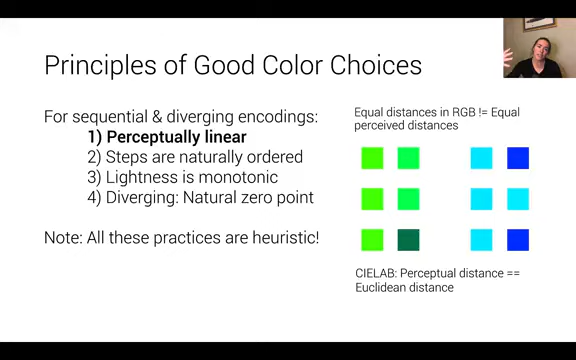 Principles of Good Color Choices
For sequential & diverging encodings:
1) Perceptually linear
2) Steps are naturally ordered
3) Lightness is monotonic
4) Diverging: Natural zero point
Note: All these practices are heuristic!
Equal distances in RGB != Equal
perceived distances
CIELAB: Perceptual distance ==
Euclidean distance